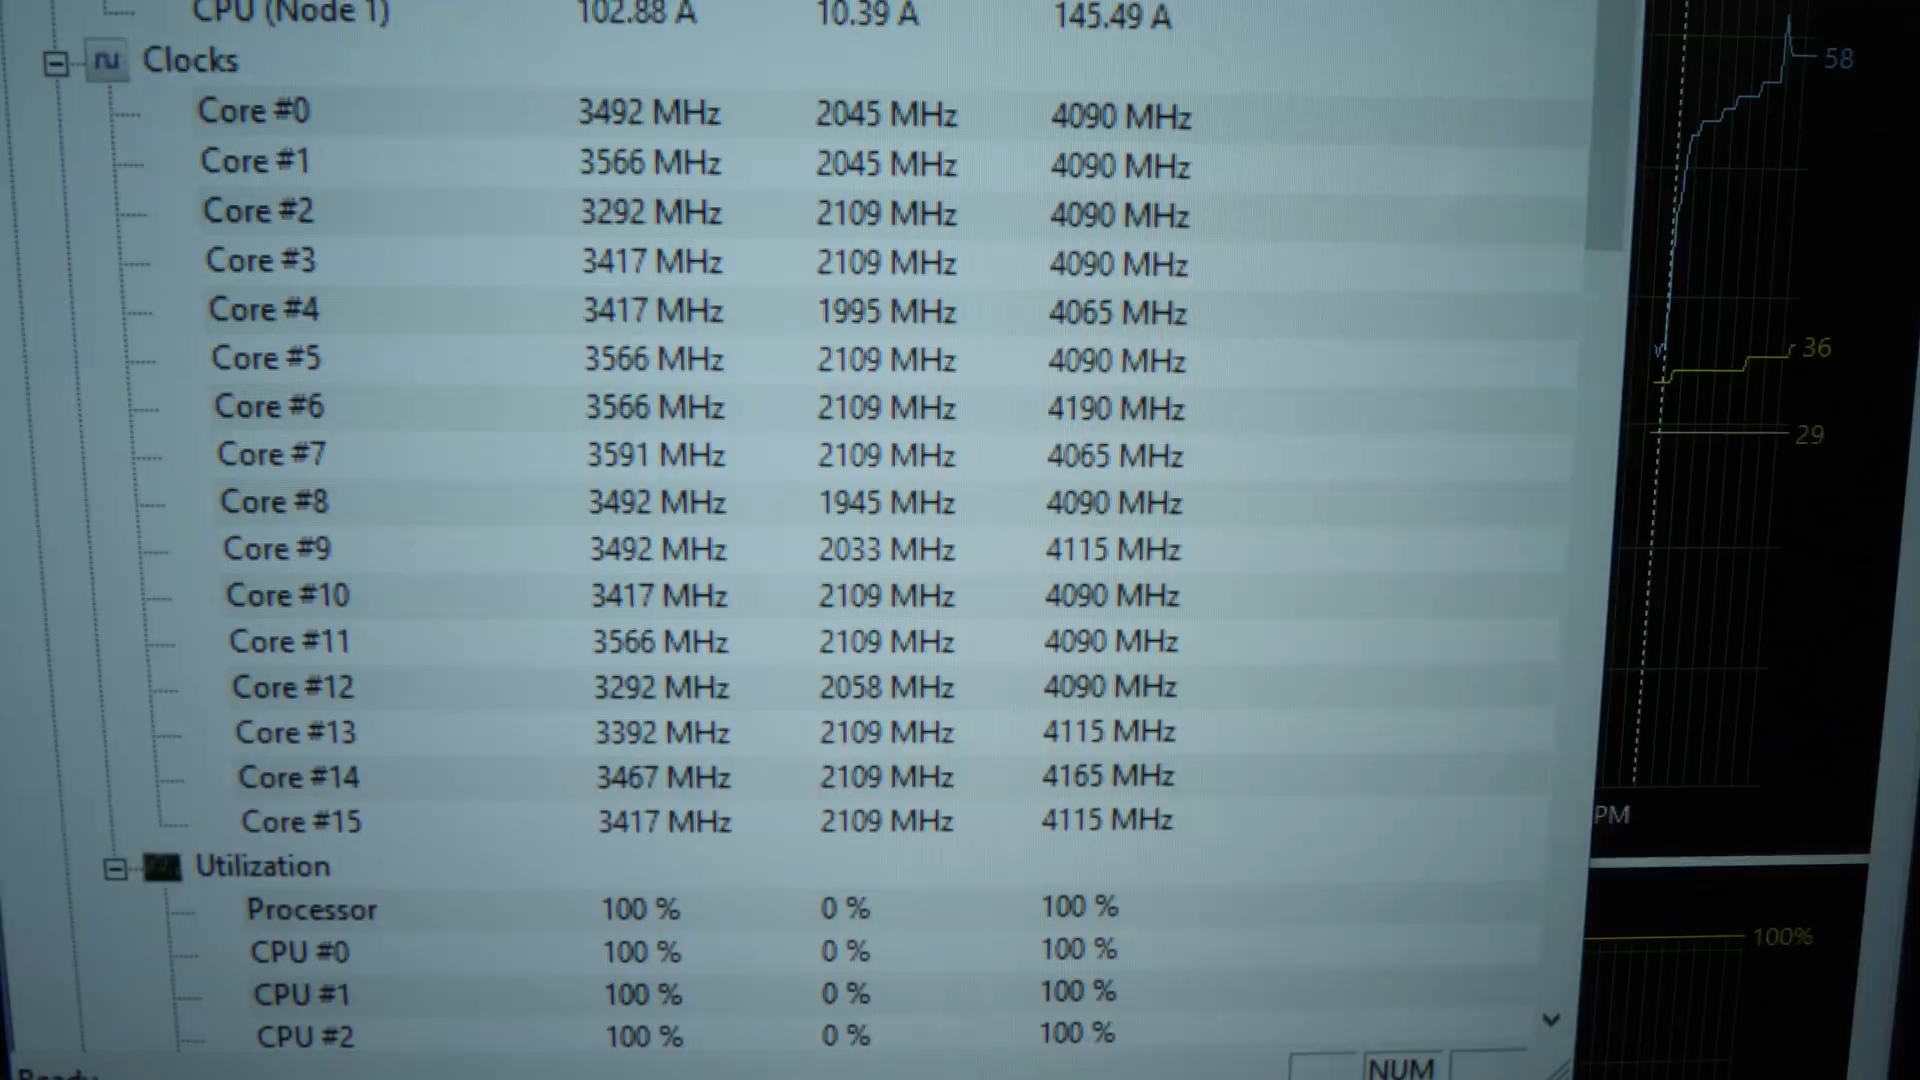 CPU (Node 1) 102.88 A 10.39 A 145.49 A
Clocks
Core #0 3492 MHz 2045 MHz 4090 MHz
Core #1 3566 MHz 2045 MHz 4090 MHz
Core #2 3292 MHz 2109 MHz 4090 MHz
Core #3 3417 MHz 2109 MHz 4090 MHz
Core #4 3417 MHz 1995 MHz 4065 MHz
Core #5 3566 MHz 2109 MHz 4090 MHz
Core #6 3566 MHz 2109 MHz 4190 MHz
Core #7 3591 MHz 2109 MHz 4065 MHz
Core #8 3492 MHz 1945 MHz 4090 MHz
Core #9 3492 MHz 2033 MHz 4115 MHz
Core #10 3417 MHz 2109 MHz 4090 MHz
Core #11 3566 MHz 2109 MHz 4090 MHz
Core #12 3292 MHz 2058 MHz 4090 MHz
Core #13 3392 MHz 2109 MHz 4115 MHz
Core #14 3467 MHz 2109 MHz 4165 MHz
Core #15 3417 MHz 2109 MHz 4115 MHz
Utilization
Processor 100 % 0 % 100 %
CPU #0 100 % 0 % 100 %
CPU #1 100 % 0 % 100 %
CPU #2 100 % 0 % 100 %
Ready
NUM
58
36
29
PM
100%